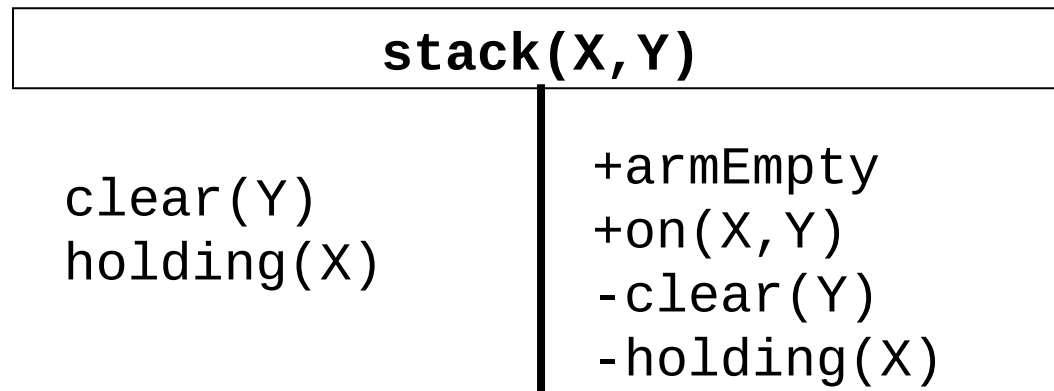 stack(X,Y)
clear(Y)
holding(X)
+armEmpty
+on(X,Y)
-clear(Y)
-holding(X)